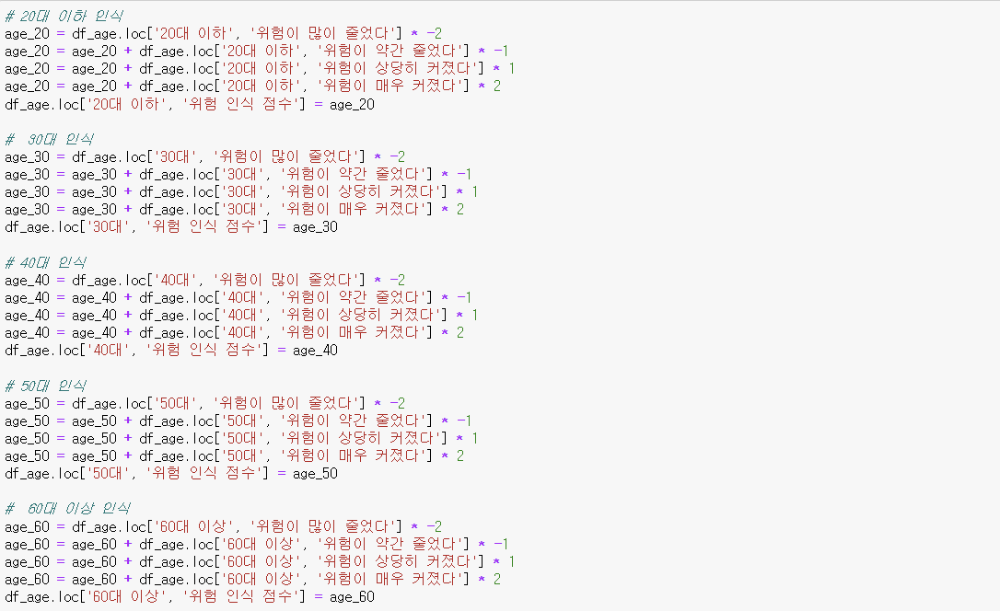 # 20대 이하 인식
age_20 = df_age.loc['20대 이하', '위험이 많이 줄었다'] * -2
age_20 = age_20 + df_age.loc['20대 이하', '위험이 약간 줄었다'] * -1
age_20 = age_20 + df_age.loc['20대 이하', '위험이 상당히 커졌다'] * 1
age_20 = age_20 + df_age.loc['20대 이하', '위험이 매우 커졌다'] * 2
df_age.loc['20대 이하', '위험 인식 점수'] = age_20

#  30대 인식
age_30 = df_age.loc['30대', '위험이 많이 줄었다'] * -2
age_30 = age_30 + df_age.loc['30대', '위험이 약간 줄었다'] * -1
age_30 = age_30 + df_age.loc['30대', '위험이 상당히 커졌다'] * 1
age_30 = age_30 + df_age.loc['30대', '위험이 매우 커졌다'] * 2
df_age.loc['30대', '위험 인식 점수'] = age_30

# 40대 인식
age_40 = df_age.loc['40대', '위험이 많이 줄었다'] * -2
age_40 = age_40 + df_age.loc['40대', '위험이 약간 줄었다'] * -1
age_40 = age_40 + df_age.loc['40대', '위험이 상당히 커졌다'] * 1
age_40 = age_40 + df_age.loc['40대', '위험이 매우 커졌다'] * 2
df_age.loc['40대', '위험 인식 점수'] = age_40

# 50대 인식
age_50 = df_age.loc['50대', '위험이 많이 줄었다'] * -2
age_50 = age_50 + df_age.loc['50대', '위험이 약간 줄었다'] * -1
age_50 = age_50 + df_age.loc['50대', '위험이 상당히 커졌다'] * 1
age_50 = age_50 + df_age.loc['50대', '위험이 매우 커졌다'] * 2
df_age.loc['50대', '위험 인식 점수'] = age_50

#  60대 이상 인식
age_60 = df_age.loc['60대 이상', '위험이 많이 줄었다'] * -2
age_60 = age_60 + df_age.loc['60대 이상', '위험이 약간 줄었다'] * -1
age_60 = age_60 + df_age.loc['60대 이상', '위험이 상당히 커졌다'] * 1
age_60 = age_60 + df_age.loc['60대 이상', '위험이 매우 커졌다'] * 2
df_age.loc['60대 이상', '위험 인식 점수'] = age_60